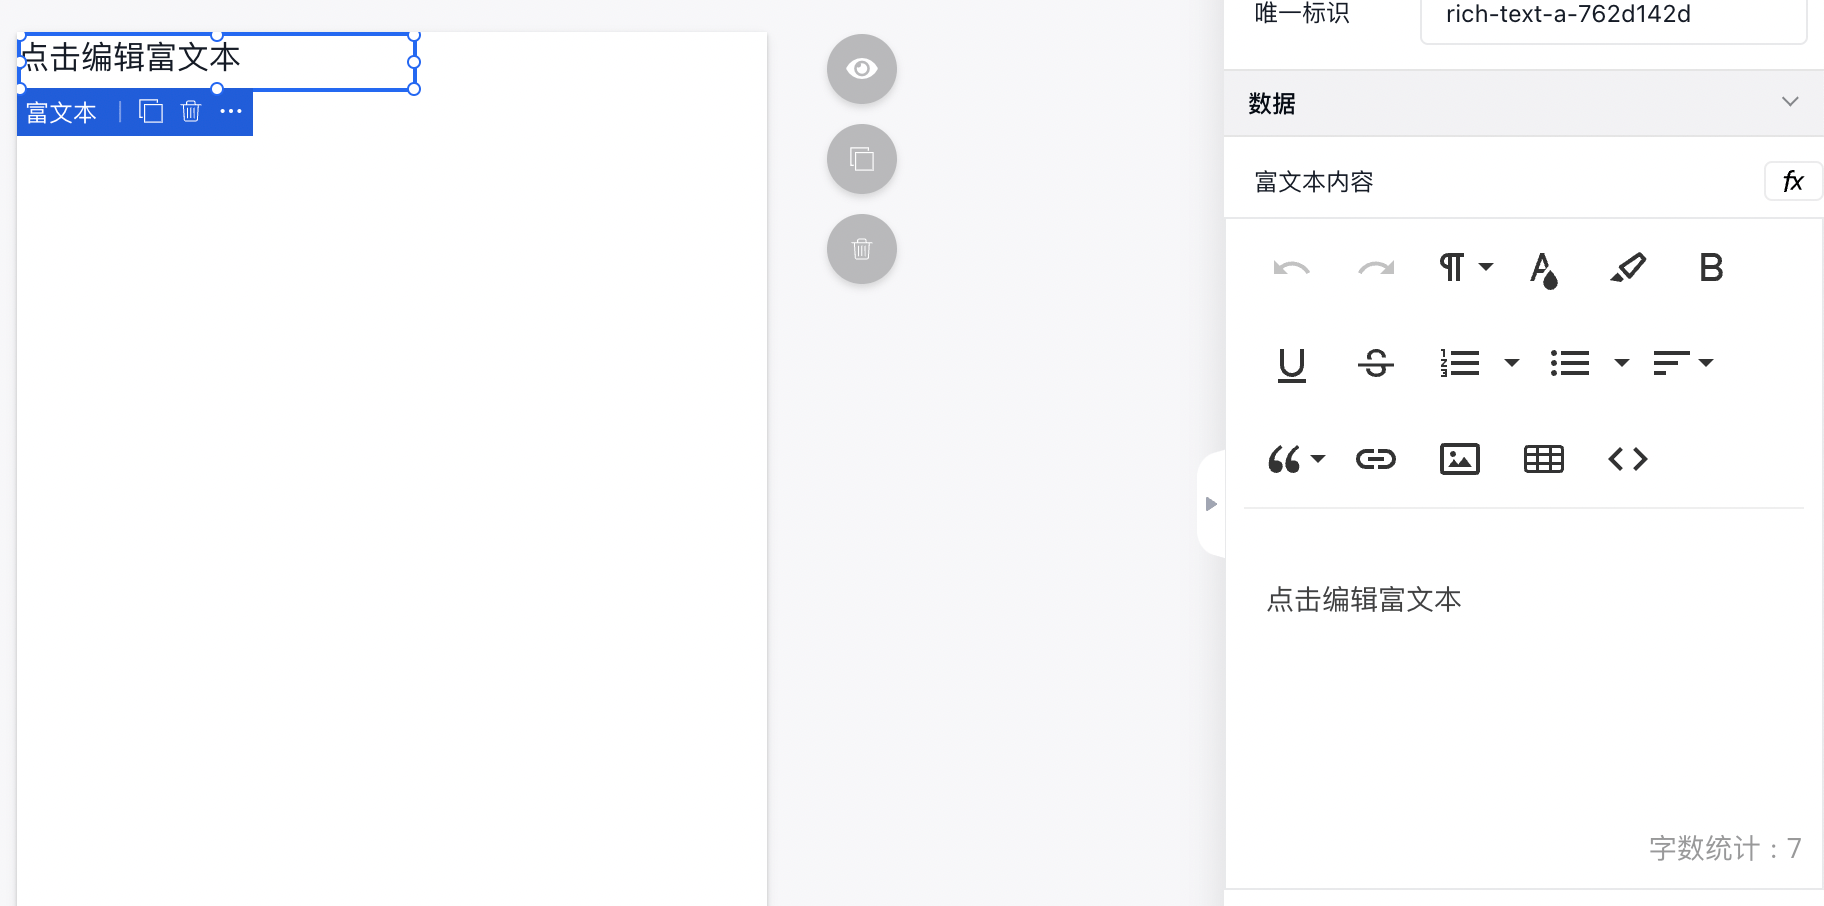 点击编辑富文本
富文本
唯一标识
rich-text-a-762d142d
数据
富文本内容
fx
点击编辑富文本
字数统计：7